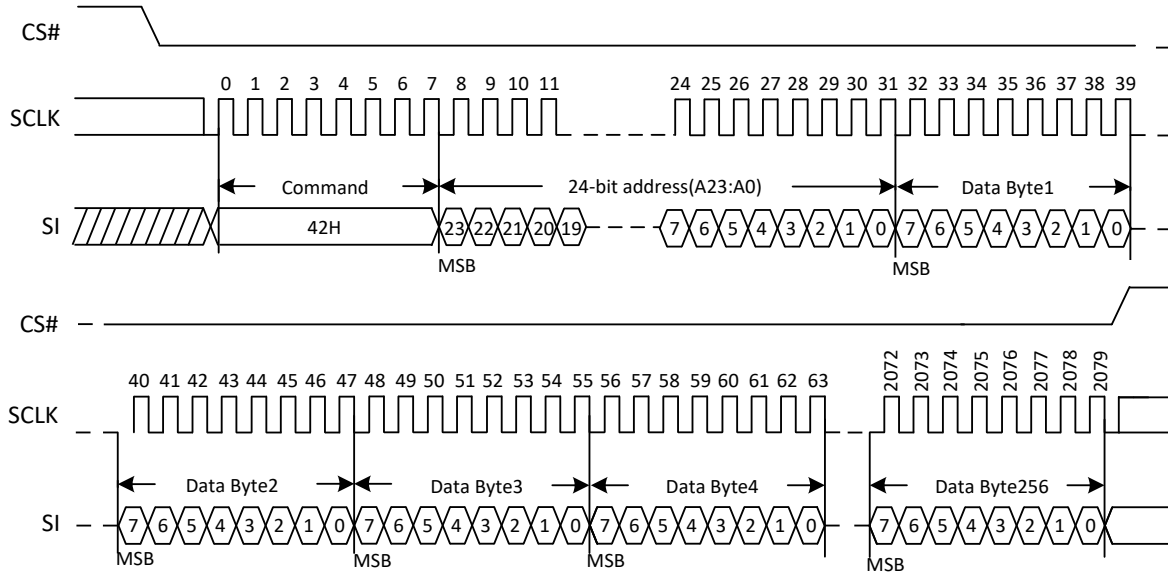 CS#
0 1 2 3 4 5 6 7 8 9 10 11 24 25 26 27 28 29 30 31 32 33 34 35 36 37 38 39
SCLK
Command 24-bit address(A23:A0) Data Byte1
SI 42H 23 22 21 20 19 7 6 5 4 3 2 1 0 7 6 5 4 3 2 1 0
MSB MSB
CS#
40 41 42 43 44 45 46 47 48 49 50 51 52 53 54 55 56 57 58 59 60 61 62 63 2072 2073 2074 2075 2076 2077 2078 2079
SCLK
Data Byte2 Data Byte3 Data Byte4 Data Byte256
SI 7 6 5 4 3 2 1 0 7 6 5 4 3 2 1 0 7 6 5 4 3 2 1 0 7 6 5 4 3 2 1 0
MSB MSB MSB MSB